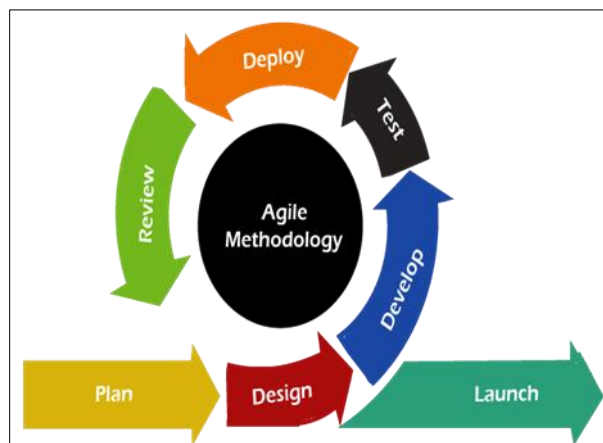 Deploy
Test
Review
Agile
Methodology
Develop
Plan
Design
Launch